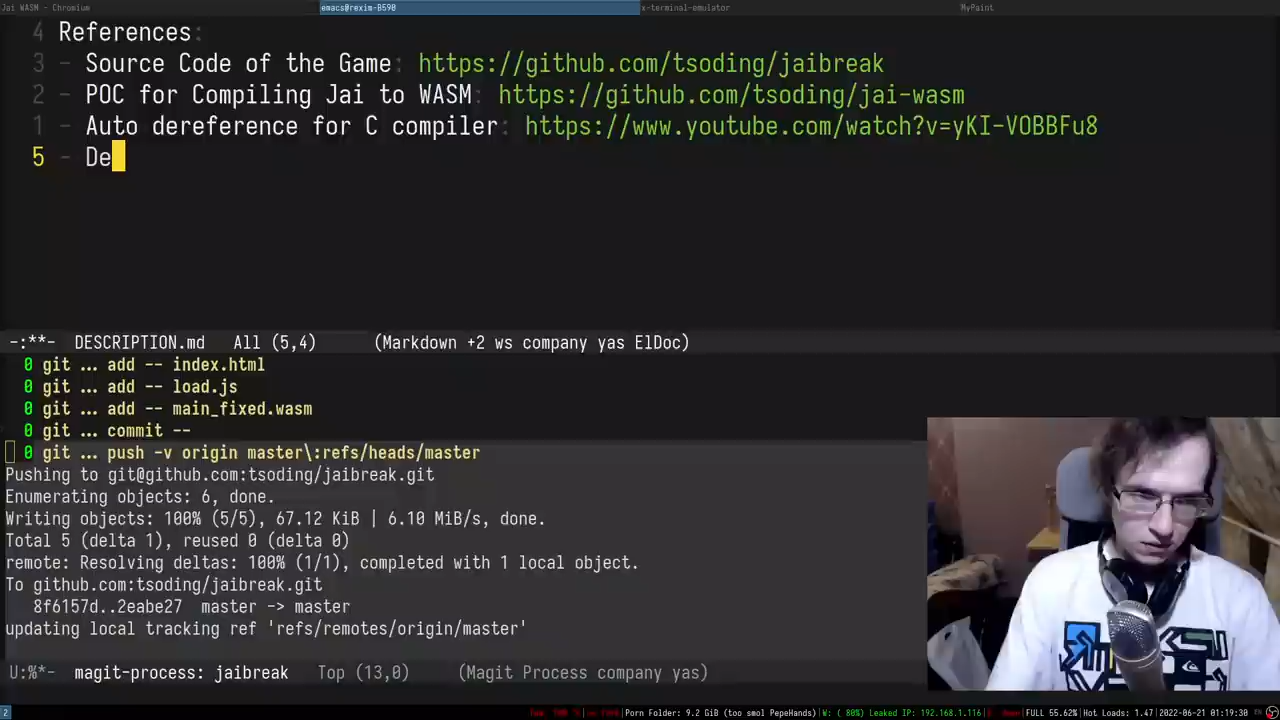 Jai WASM - Chromium
emacs@rexim-B590
x-terminal-emulator
MyPaint
4 References:
3 - Source Code of the Game: https://github.com/tsoding/jaibreak
2 - POC for Compiling Jai to WASM: https://github.com/tsoding/jai-wasm
1 - Auto dereference for C compiler: https://www.youtube.com/watch?v=yKI-VOBBFu8
5 - De
-:**- DESCRIPTION.md All (5,4) (Markdown +2 ws company yas ElDoc)
0 git … add -- index.html
0 git … add -- load.js
0 git … add -- main_fixed.wasm
0 git … commit --
0 git … push -v origin master\:refs/heads/master
Pushing to git@github.com:tsoding/jaibreak.git
Enumerating objects: 6, done.
Writing objects: 100% (5/5), 67.12 KiB | 6.10 MiB/s, done.
Total 5 (delta 1), reused 0 (delta 0)
remote: Resolving deltas: 100% (1/1), completed with 1 local object.
To github.com:tsoding/jaibreak.git
8f6157d..2eabe27 master -> master
updating local tracking ref 'refs/remotes/origin/master'
U:%*- magit-process: jaibreak Top (13,0) (Magit Process company yas)
2
Porn Folder: 9.2 GiB (too smol PepeHands)|W: ( 80%) Leaked IP: 192.168.1.116|FULL 55.62%|Hot Loads: 1.47|2022-06-21 01:19:30